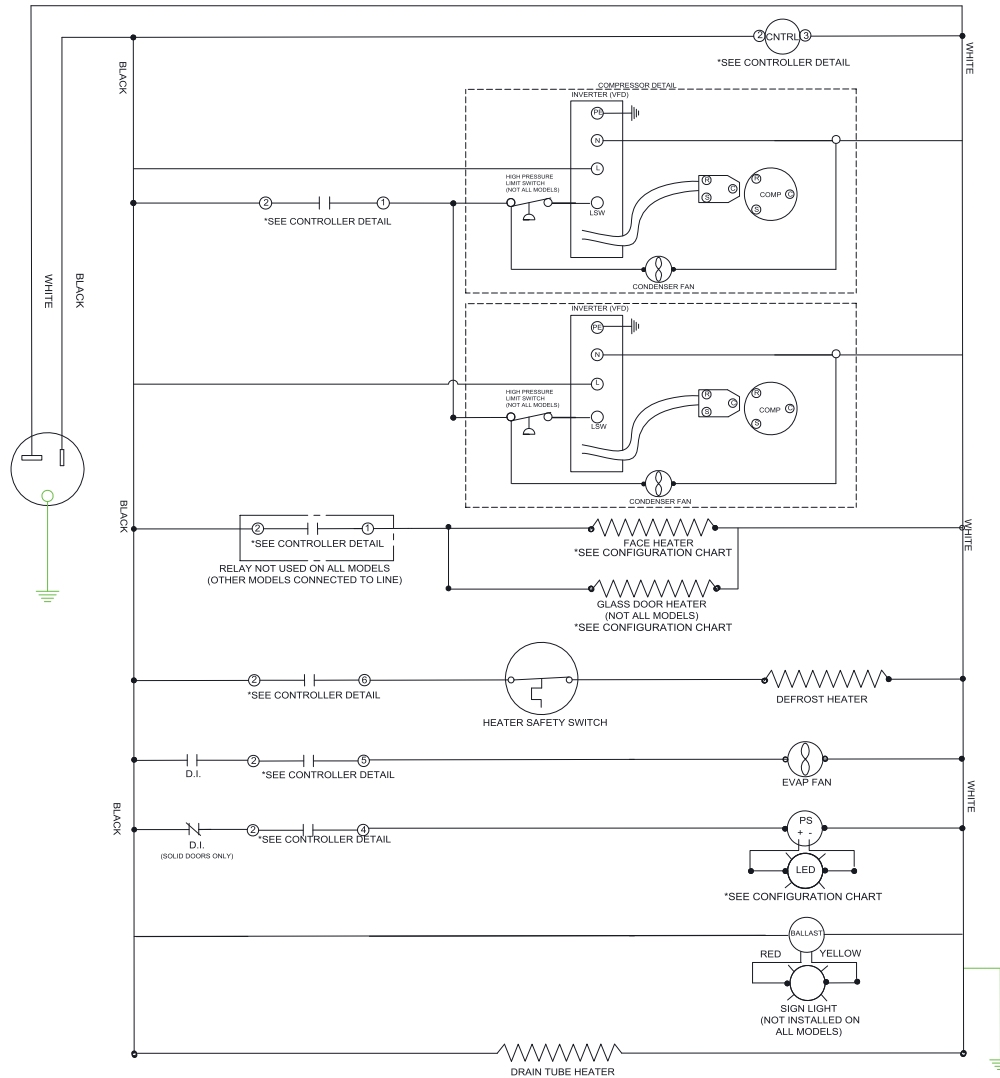 2 CNTRL 3
*SEE CONTROLLER DETAIL
WHITE
BLACK
COMPRESSOR DETAIL
INVERTER (VFD)
PE
N
L
HIGH PRESSURE
LIMIT SWITCH
(NOT ALL MODELS)
LSW
R
S
C
R
S
COMP C
2
1
*SEE CONTROLLER DETAIL
CONDENSER FAN
WHITE
BLACK
INVERTER (VFD)
PE
N
L
HIGH PRESSURE
LIMIT SWITCH
(NOT ALL MODELS)
LSW
R
S
C
R
S
COMP C
CONDENSER FAN
BLACK
2
1
*SEE CONTROLLER DETAIL
RELAY NOT USED ON ALL MODELS
(OTHER MODELS CONNECTED TO LINE)
FACE HEATER
*SEE CONFIGURATION CHART
WHITE
GLASS DOOR HEATER
(NOT ALL MODELS)
*SEE CONFIGURATION CHART
2
6
*SEE CONTROLLER DETAIL
HEATER SAFETY SWITCH
DEFROST HEATER
D.I.
2
5
*SEE CONTROLLER DETAIL
EVAP FAN
BLACK
WHITE
D.I.
(SOLID DOORS ONLY)
2
4
*SEE CONTROLLER DETAIL
PS
+ -
LED
*SEE CONFIGURATION CHART
BALLAST
RED
YELLOW
SIGN LIGHT
(NOT INSTALLED ON
ALL MODELS)
DRAIN TUBE HEATER